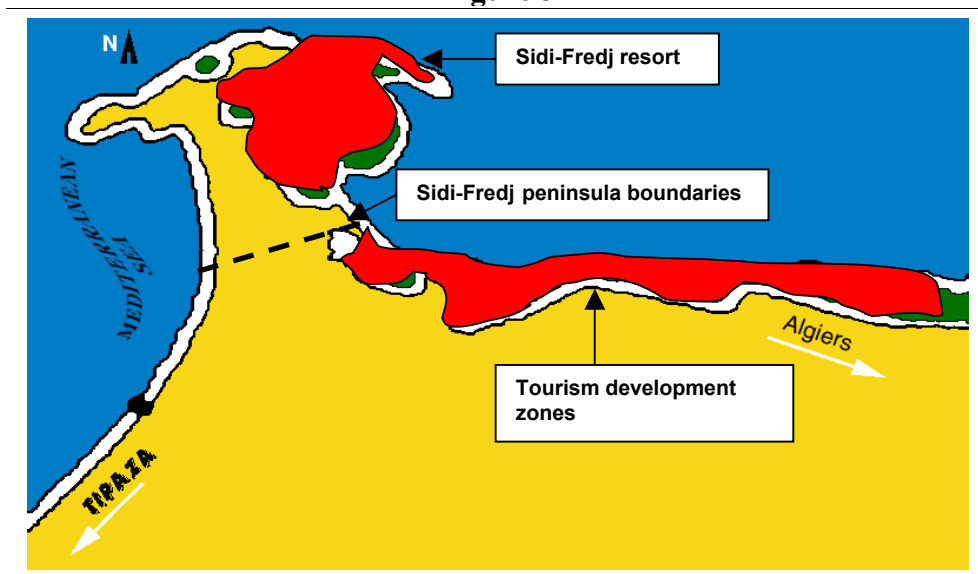 N
Sidi-Fredj resort
Sidi-Fredj peninsula boundaries
MEDITERRANEAN
SEA
Algiers
Tourism development
zones
TIPAZA